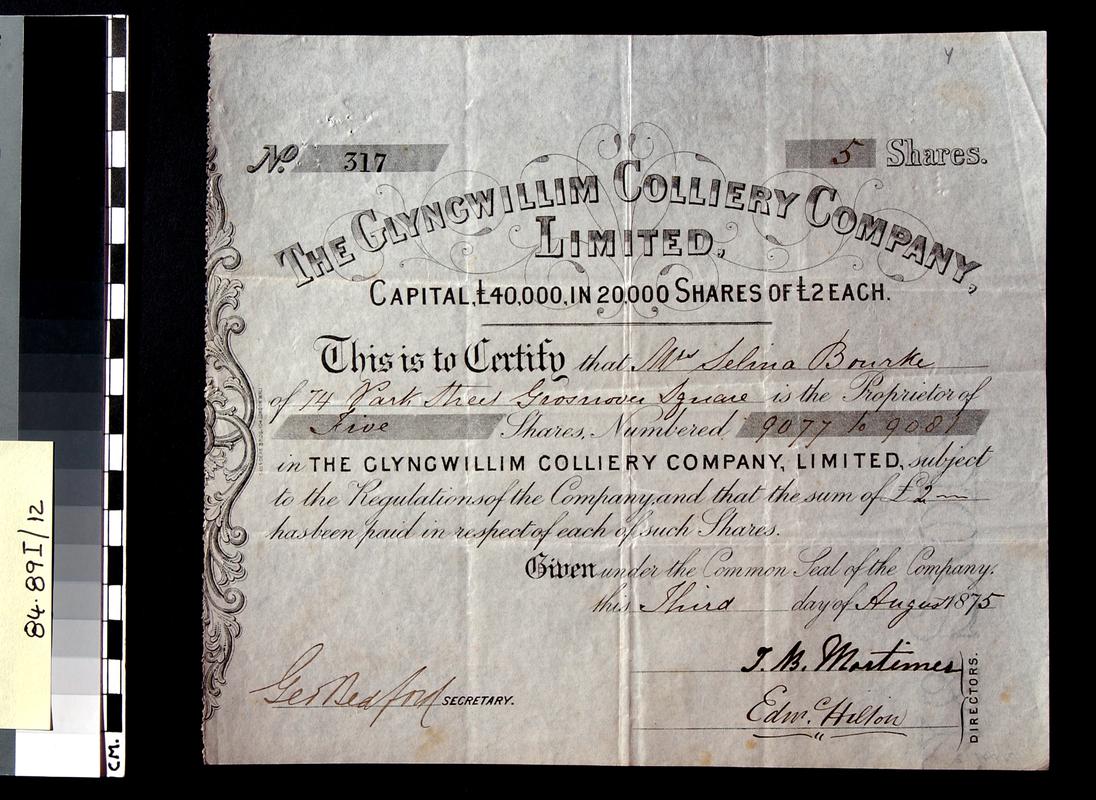 No. 317
5 Shares.
THE GLYNGWILLIM COLLIERY COMPANY,
LIMITED,
CAPITAL, £40,000, IN 20,000 SHARES OF £2 EACH.
This is to Certify that Mrs Selina Bourke
of 74 Park Street Grosvenor Square is the Proprietor of
Five Shares, Numbered 9077 to 9081
in THE GLYNGWILLIM COLLIERY COMPANY, LIMITED, subject
to the Regulations of the Company, and that the sum of £2
has been paid in respect of each of such Shares.
Given under the Common Seal of the Company,
this Third day of August 1875
T. B. Mortimer
Geo Bedford SECRETARY.
Edw. Hilton
DIRECTORS.
84.89I/12
CM.